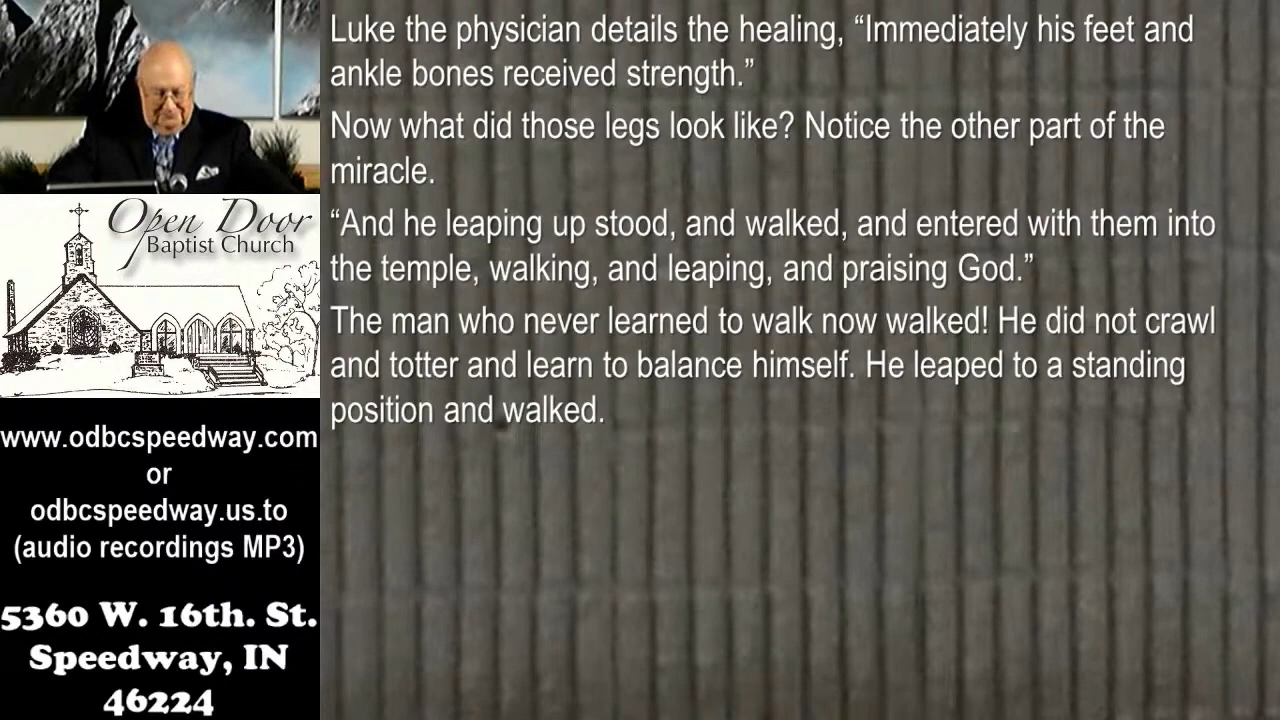 Luke the physician details the healing, “Immediately his feet and
ankle bones received strength.”
Now what did those legs look like? Notice the other part of the
miracle.
“And he leaping up stood, and walked, and entered with them into
the temple, walking, and leaping, and praising God.”
The man who never learned to walk now walked! He did not crawl
and totter and learn to balance himself. He leaped to a standing
position and walked.
Open Door
Baptist Church
www.odbcspeedway.com
or
odbcspeedway.us.to
(audio recordings MP3)
5360 W. 16th. St.
Speedway, IN
46224